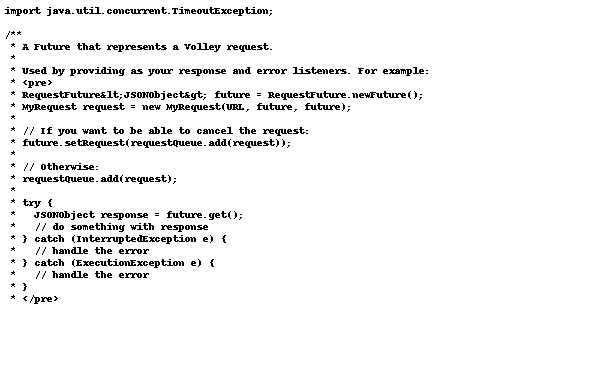 import java.util.concurrent.TimeoutException;
/**
* A Future that represents a Volley request.
*
* Used by providing as your response and error listeners. For example:
* <pre>
* RequestFuture&lt;JSONObject&gt; future = RequestFuture.newFuture();
* MyRequest request = new MyRequest(URL, future, future);
*
* // If you want to be able to cancel the request:
* future.setRequest(requestQueue.add(request));
*
* // Otherwise:
* requestQueue.add(request);
*
* try {
*   JSONObject response = future.get();
*   // do something with response
* } catch (InterruptedException e) {
*   // handle the error
* } catch (ExecutionException e) {
*   // handle the error
* }
* </pre>